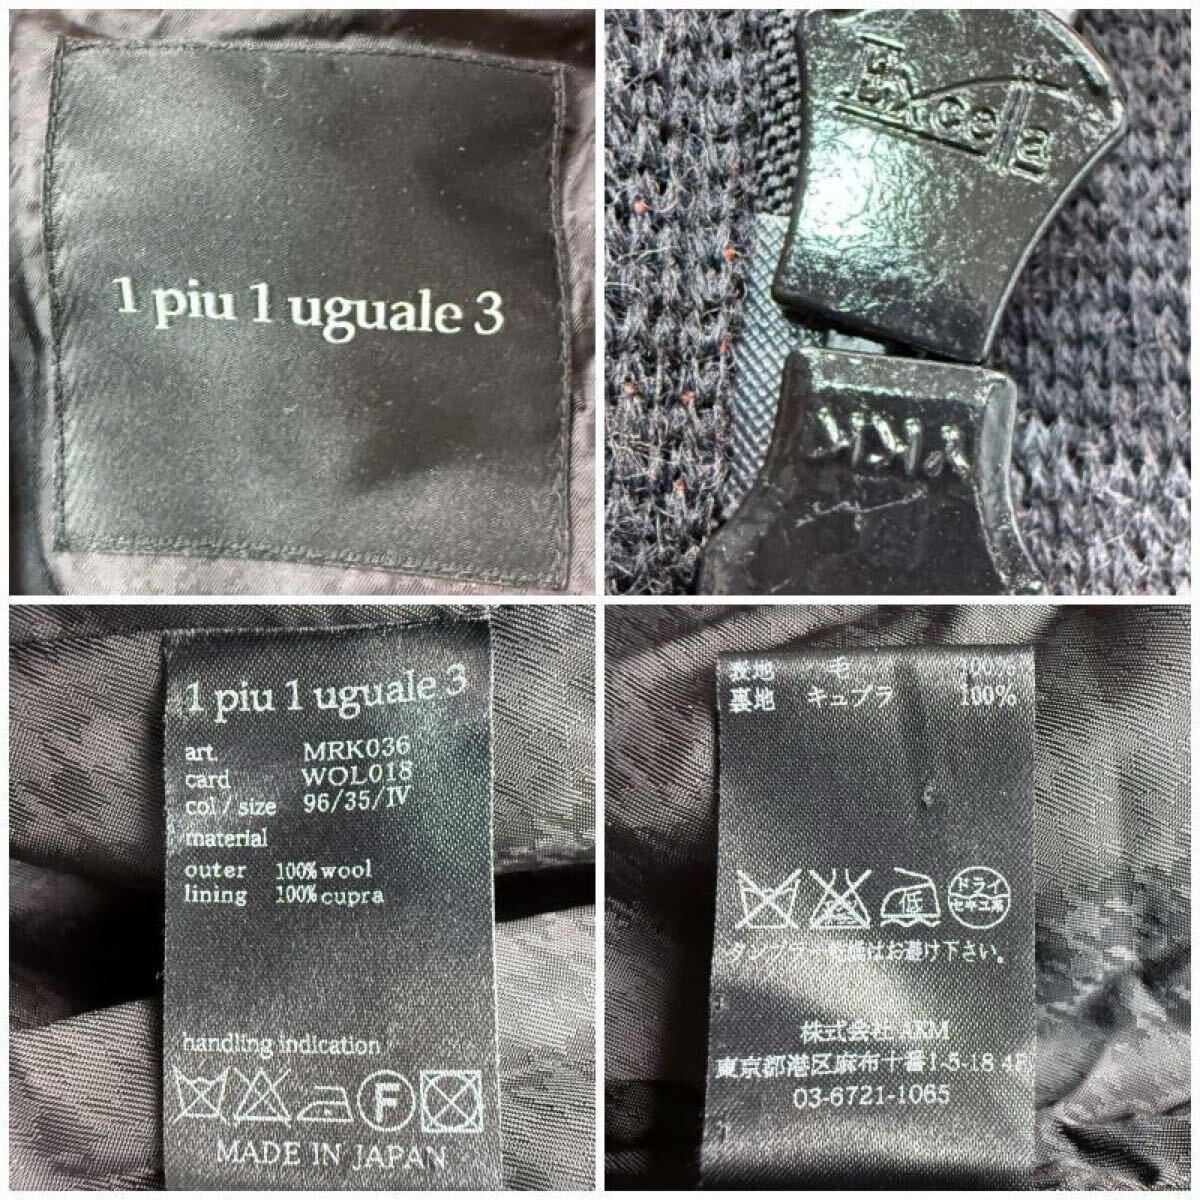 1 piu 1 uguale 3
Excella
YKK
1 piu 1 uguale 3
art. MRK036
card WOL018
col / size 96/35/IV
material
outer 100% wool
lining 100% cupra
handling indication
F
MADE IN JAPAN
表地 毛 100%
裏地 キュプラ 100%
低 ドライ セキユ系
タンブラー乾燥はお避け下さい。
株式会社 AKM
東京都港区麻布十番1-5-18 4F
03-6721-1065